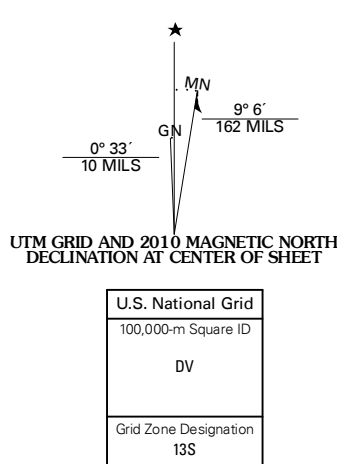 ★
MN
GN
9° 6´
162 MILS
0° 33´
10 MILS
UTM GRID AND 2010 MAGNETIC NORTH
DECLINATION AT CENTER OF SHEET
U.S. National Grid
100,000-m Square ID
DV
Grid Zone Designation
13S